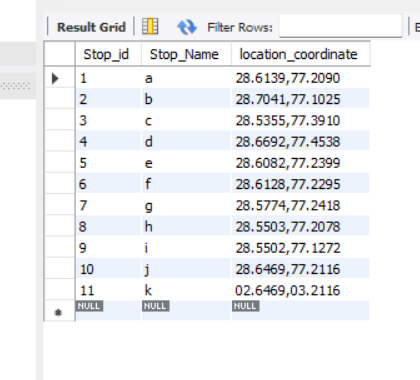 Result Grid Filter Rows: E
Stop_id Stop_Name location_coordinate
1 a 28.6139,77.2090
2 b 28.7041,77.1025
3 c 28.5355,77.3910
4 d 28.6692,77.4538
5 e 28.6082,77.2399
6 f 28.6128,77.2295
7 g 28.5774,77.2418
8 h 28.5503,77.2078
9 i 28.5502,77.1272
10 j 28.6469,77.2116
11 k 02.6469,03.2116
NULL NULL NULL